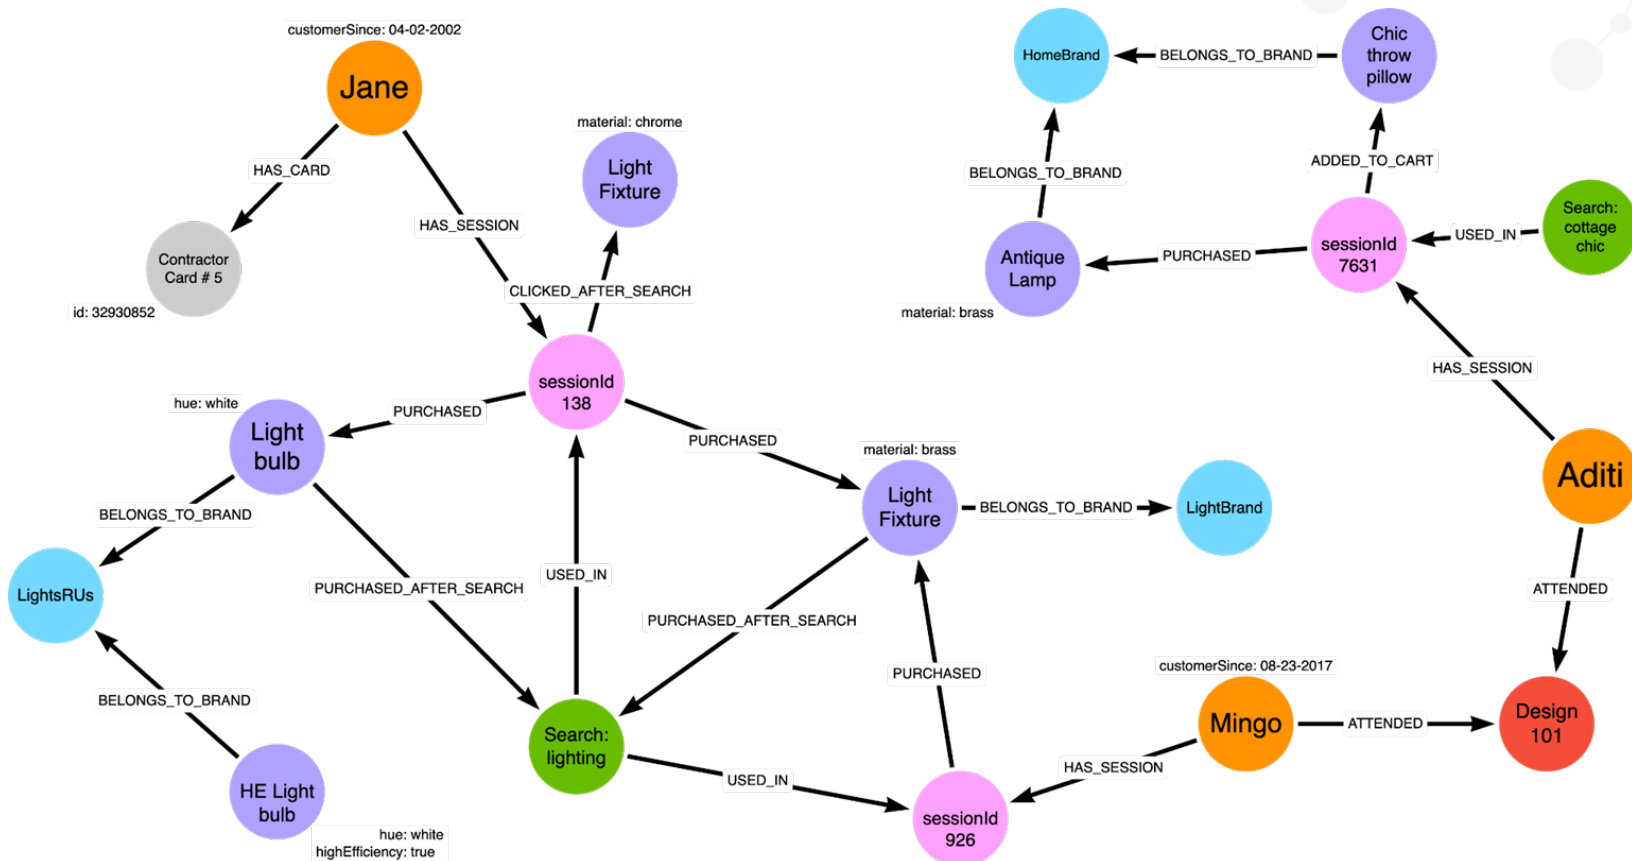 customerSince: 04-02-2002
Jane
HAS_CARD
Contractor
Card # 5
id: 32930852
HAS_SESSION
material: chrome
Light
Fixture
CLICKED_AFTER_SEARCH
sessionId
138
PURCHASED
hue: white
Light
bulb
BELONGS_TO_BRAND
LightsRUs
PURCHASED_AFTER_SEARCH
USED_IN
BELONGS_TO_BRAND
HE Light
bulb
hue: white
highEfficiency: true
Search:
lighting
PURCHASED
material: brass
Light
Fixture
BELONGS_TO_BRAND
LightBrand
PURCHASED_AFTER_SEARCH
PURCHASED
USED_IN
sessionId
926
HAS_SESSION
customerSince: 08-23-2017
Mingo
ATTENDED
Design
101
ATTENDED
Aditi
HAS_SESSION
sessionId
7631
USED_IN
Search:
cottage
chic
ADDED_TO_CART
Chic
throw
pillow
BELONGS_TO_BRAND
HomeBrand
BELONGS_TO_BRAND
PURCHASED
Antique
Lamp
material: brass